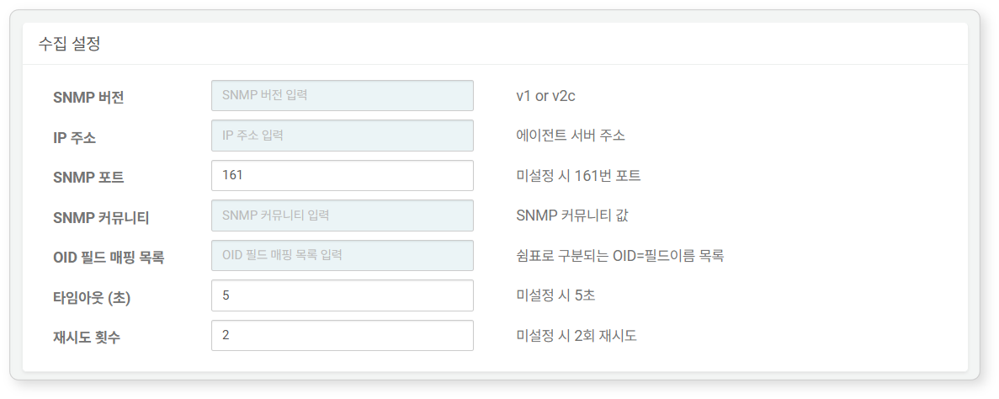 수집 설정
SNMP 버전 SNMP 버전 입력 v1 or v2c
IP 주소 IP 주소 입력 에이전트 서버 주소
SNMP 포트 161 미설정 시 161번 포트
SNMP 커뮤니티 SNMP 커뮤니티 입력 SNMP 커뮤니티 값
OID 필드 매핑 목록 OID 필드 매핑 목록 입력 쉼표로 구분되는 OID=필드이름 목록
타임아웃 (초) 5 미설정 시 5초
재시도 횟수 2 미설정 시 2회 재시도